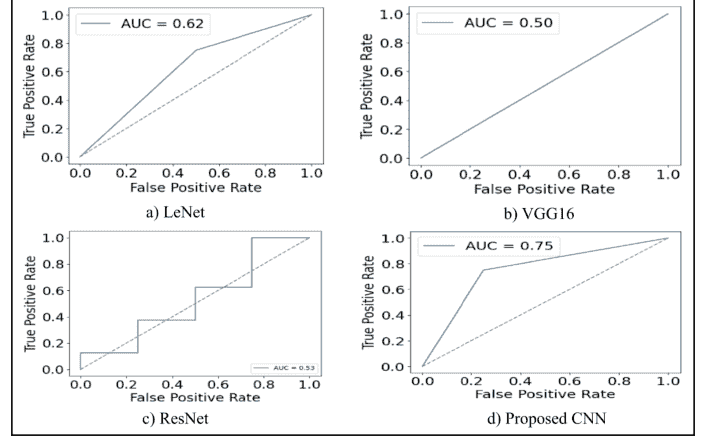 AUC = 0.62
True Positive Rate
1.0
0.8
0.6
0.4
0.2
0.0
0.0 0.2 0.4 0.6 0.8 1.0
False Positive Rate
a) LeNet
AUC = 0.50
True Positive Rate
1.0
0.8
0.6
0.4
0.2
0.0
0.0 0.2 0.4 0.6 0.8 1.0
False Positive Rate
b) VGG16
True Positive Rate
1.0
0.8
0.6
0.4
0.2
0.0
AUC = 0.53
0.0 0.2 0.4 0.6 0.8 1.0
False Positive Rate
c) ResNet
AUC = 0.75
True Positive Rate
1.0
0.8
0.6
0.4
0.2
0.0
0.0 0.2 0.4 0.6 0.8 1.0
False Positive Rate
d) Proposed CNN